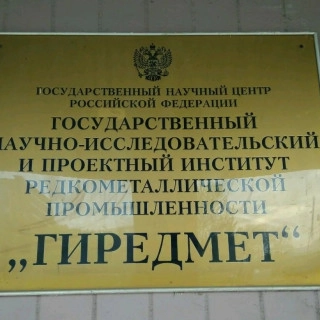 ГОСУДАРСТВЕННЫЙ НАУЧНЫЙ ЦЕНТР
РОССИЙСКОЙ ФЕДЕРАЦИИ
ГОСУДАРСТВЕННЫЙ
НАУЧНО-ИССЛЕДОВАТЕЛЬСКИЙ
И ПРОЕКТНЫЙ ИНСТИТУТ
РЕДКОМЕТАЛЛИЧЕСКОЙ
ПРОМЫШЛЕННОСТИ
„ГИРЕДМЕТ“